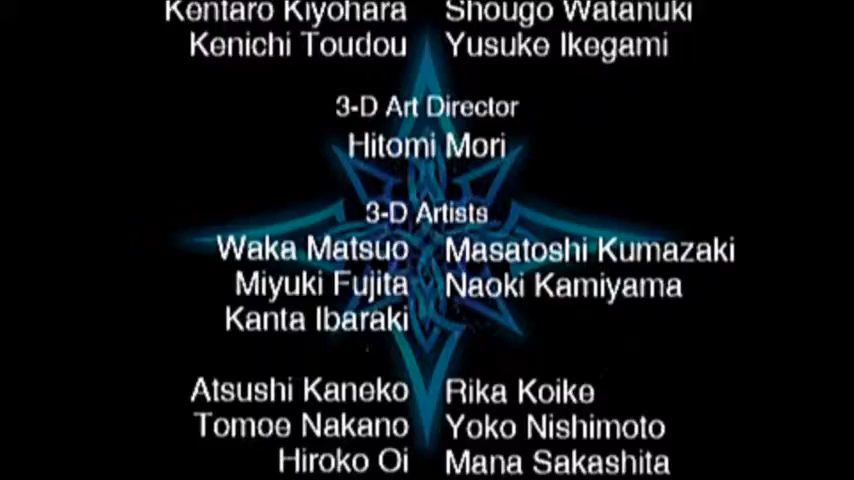 Kentaro Kiyohara Shougo Watanuki
Kenichi Toudou Yusuke Ikegami
3-D Art Director
Hitomi Mori
3-D Artists
Waka Matsuo Masatoshi Kumazaki
Miyuki Fujita Naoki Kamiyama
Kanta Ibaraki
Atsushi Kaneko Rika Koike
Tomoe Nakano Yoko Nishimoto
Hiroko Oi Mana Sakashita